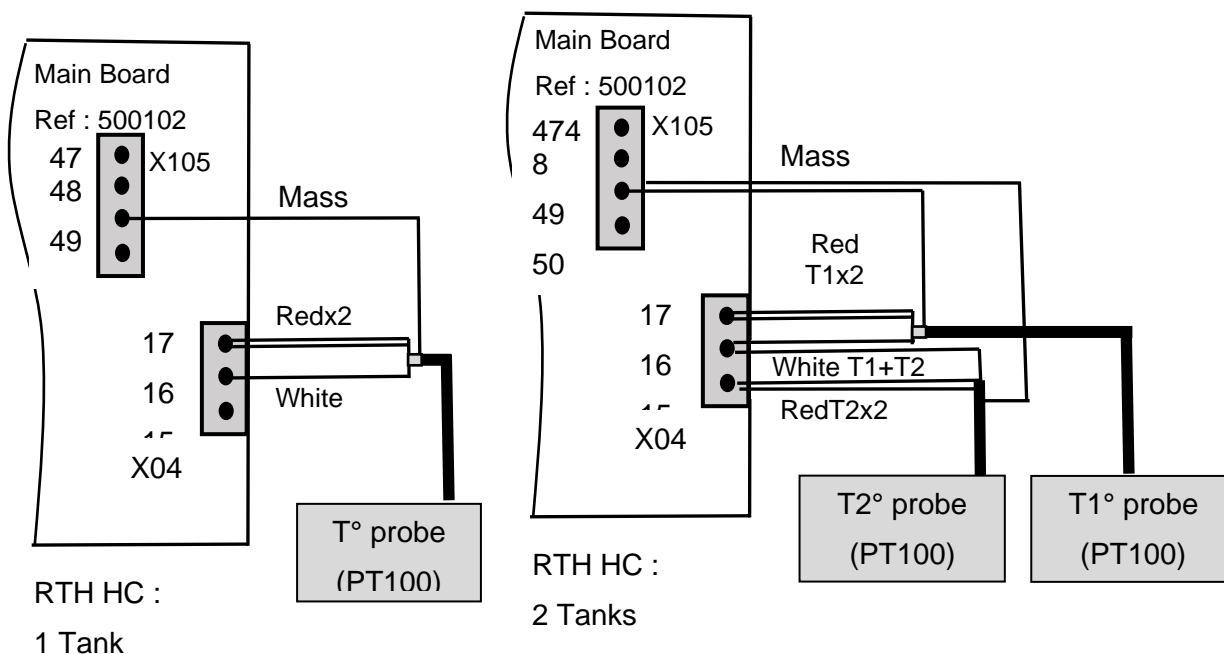 Main Board
Ref : 500102
47
X105
48
49
Mass
17
Redx2
16
White
X04
T° probe
(PT100)
RTH HC :
1 Tank
Main Board
Ref : 500102
474
X105
8
Mass
49
50
Red
T1x2
17
16
White T1+T2
RedT2x2
X04
T2° probe
(PT100)
T1° probe
(PT100)
RTH HC :
2 Tanks